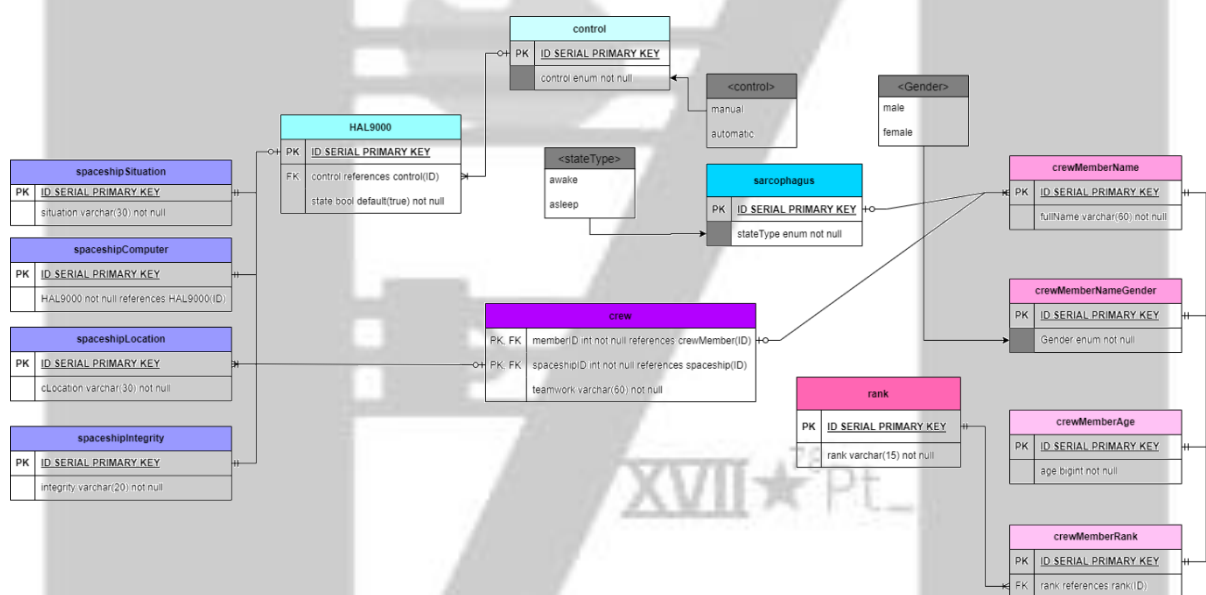 control
PK ID SERIAL PRIMARY KEY
control enum not null
<control>
manual
automatic
<Gender>
male
female
HAL9000
PK ID SERIAL PRIMARY KEY
FK control references control(ID)
state bool default(true) not null
<stateType>
awake
asleep
sarcophagus
PK ID SERIAL PRIMARY KEY
stateType enum not null
crewMemberName
PK ID SERIAL PRIMARY KEY
fullName varchar(60) not null
spaceshipSituation
PK ID SERIAL PRIMARY KEY
situation varchar(30) not null
spaceshipComputer
PK ID SERIAL PRIMARY KEY
HAL9000 not null references HAL9000(ID)
crewMemberNameGender
PK ID SERIAL PRIMARY KEY
Gender enum not null
crew
PK, FK memberID int not null references crewMember(ID)
PK, FK spaceshipID int not null references spaceship(ID)
teamwork varchar(60) not null
spaceshipLocation
PK ID SERIAL PRIMARY KEY
cLocation varchar(30) not null
rank
PK ID SERIAL PRIMARY KEY
rank varchar(15) not null
crewMemberAge
PK ID SERIAL PRIMARY KEY
age bigint not null
spaceshipIntegrity
PK ID SERIAL PRIMARY KEY
integrity varchar(20) not null
XVII★78Pt_
crewMemberRank
PK ID SERIAL PRIMARY KEY
FK rank references rank(ID)